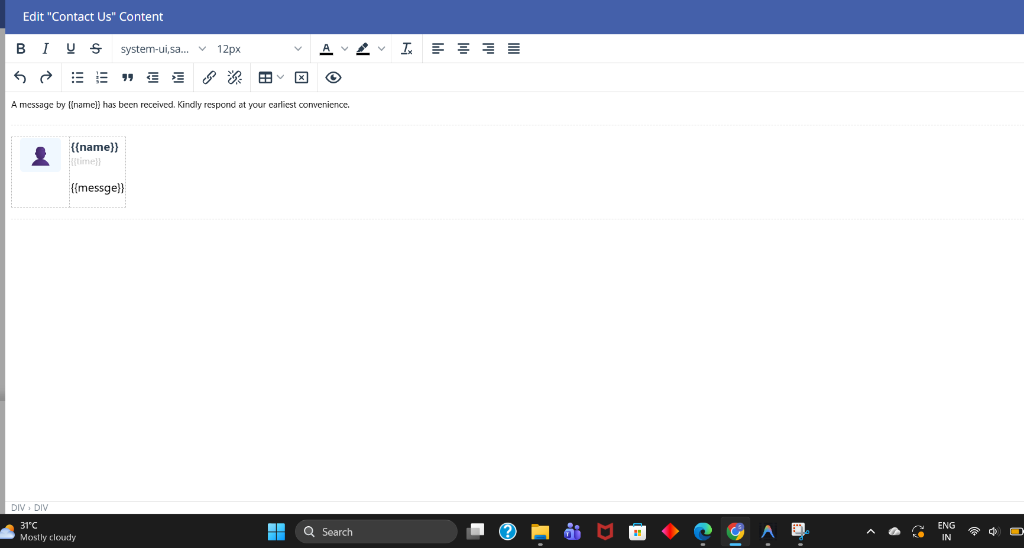 Edit "Contact Us" Content
B I U S system-ui,sa... 12px A
A message by {{name}} has been received. Kindly respond at your earliest convenience.
{{name}}
{{time}}
{{messge}}
DIV › DIV
31°C
Mostly cloudy
Search
ENG
IN